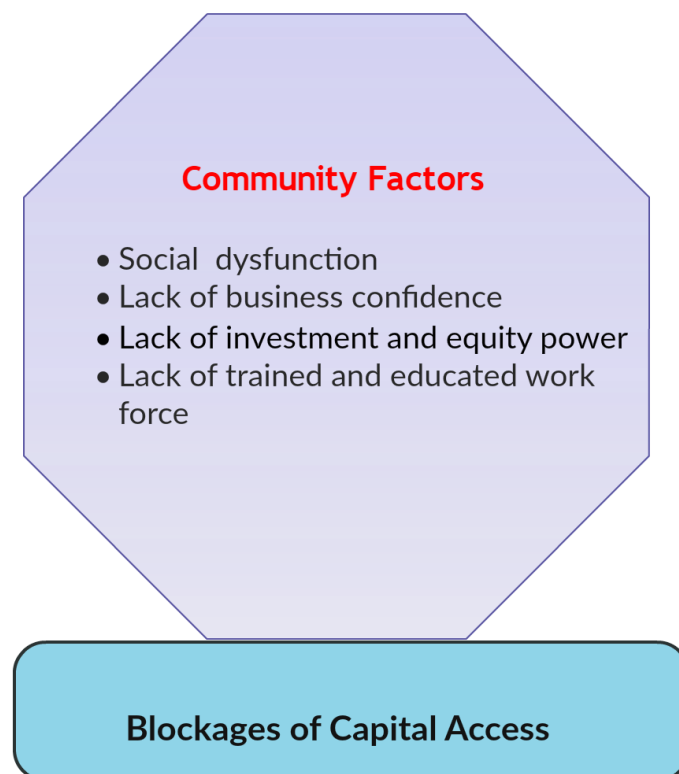 Community Factors
• Social  dysfunction
• Lack of business confidence
• Lack of investment and equity power
• Lack of trained and educated work
force
Blockages of Capital Access